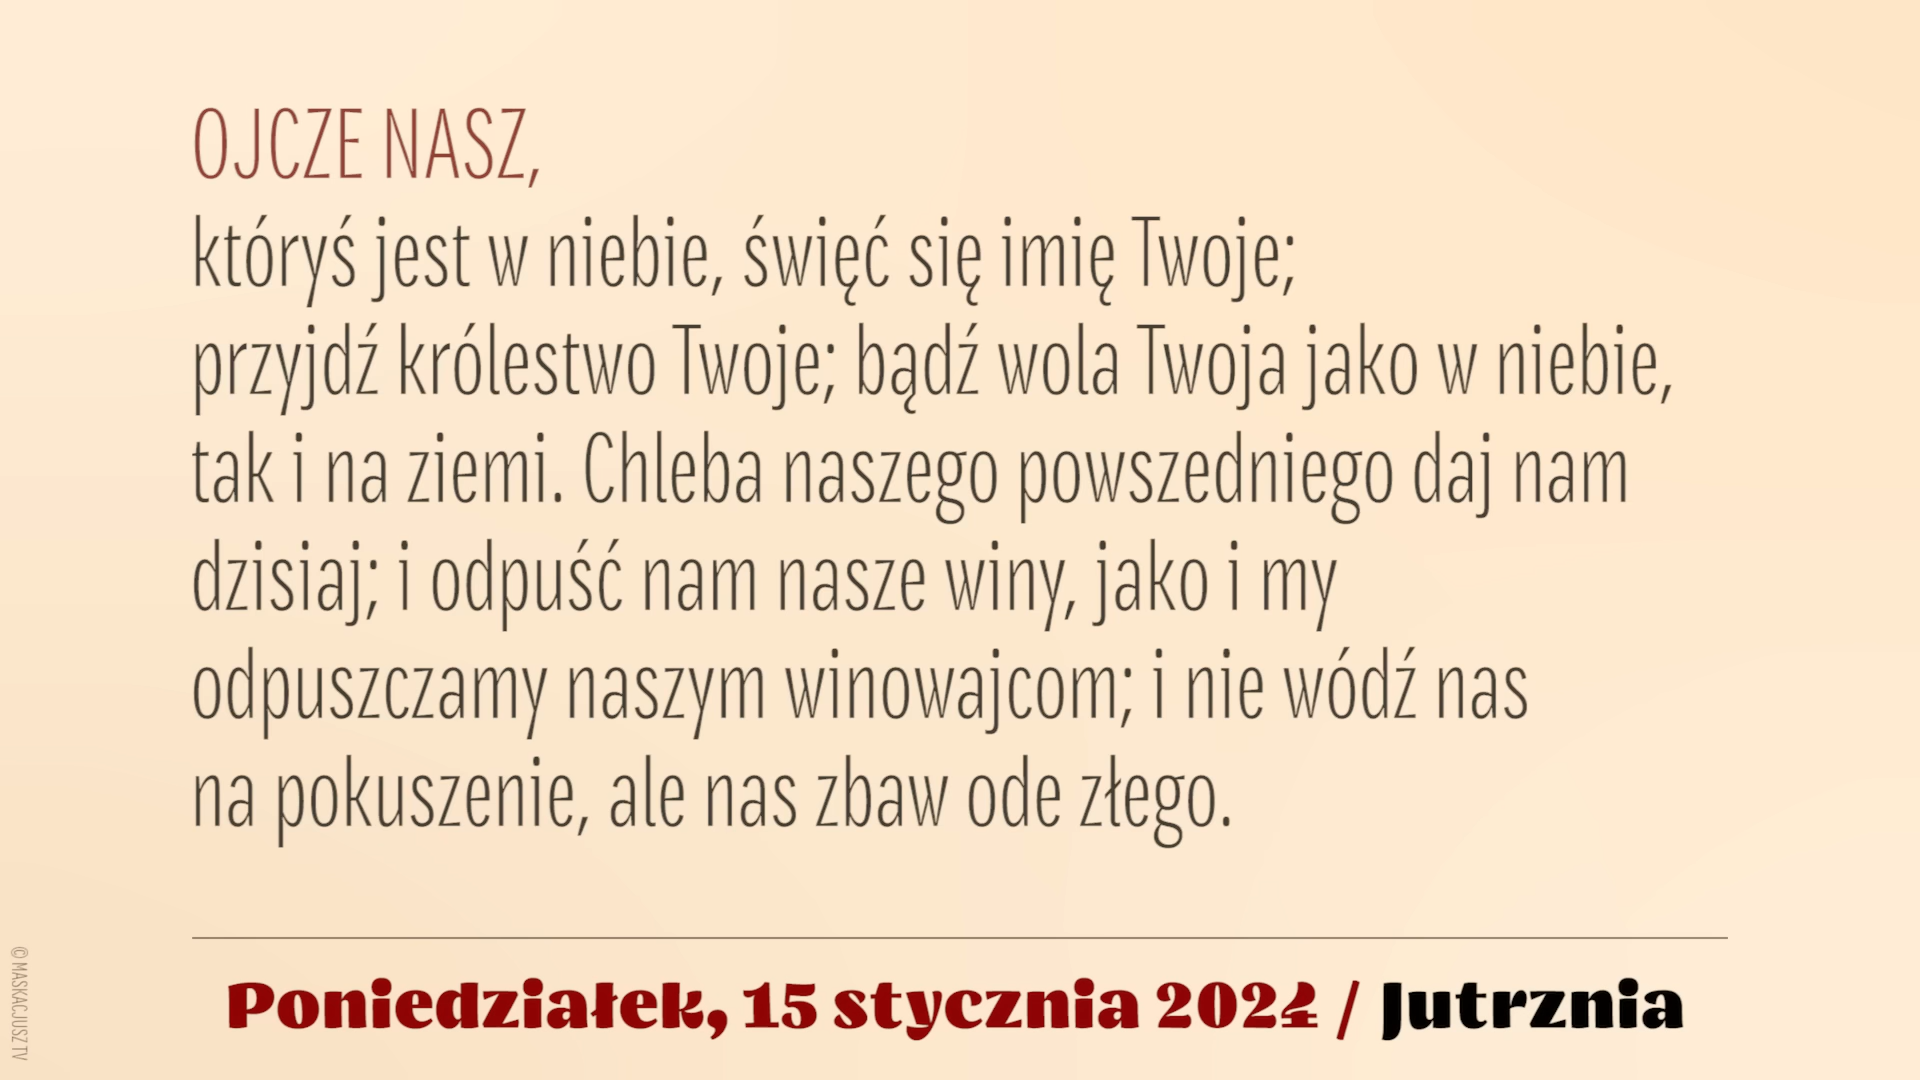 OJCZE NASZ,
któryś jest w niebie, święć się imię Twoje;
przyjdź królestwo Twoje; bądź wola Twoja jako w niebie,
tak i na ziemi. Chleba naszego powszedniego daj nam
dzisiaj; i odpuść nam nasze winy, jako i my
odpuszczamy naszym winowajcom; i nie wódź nas
na pokuszenie, ale nas zbaw ode złego.
Poniedziałek, 15 stycznia 2024 / Jutrznia
© MASKACJUSZ TV